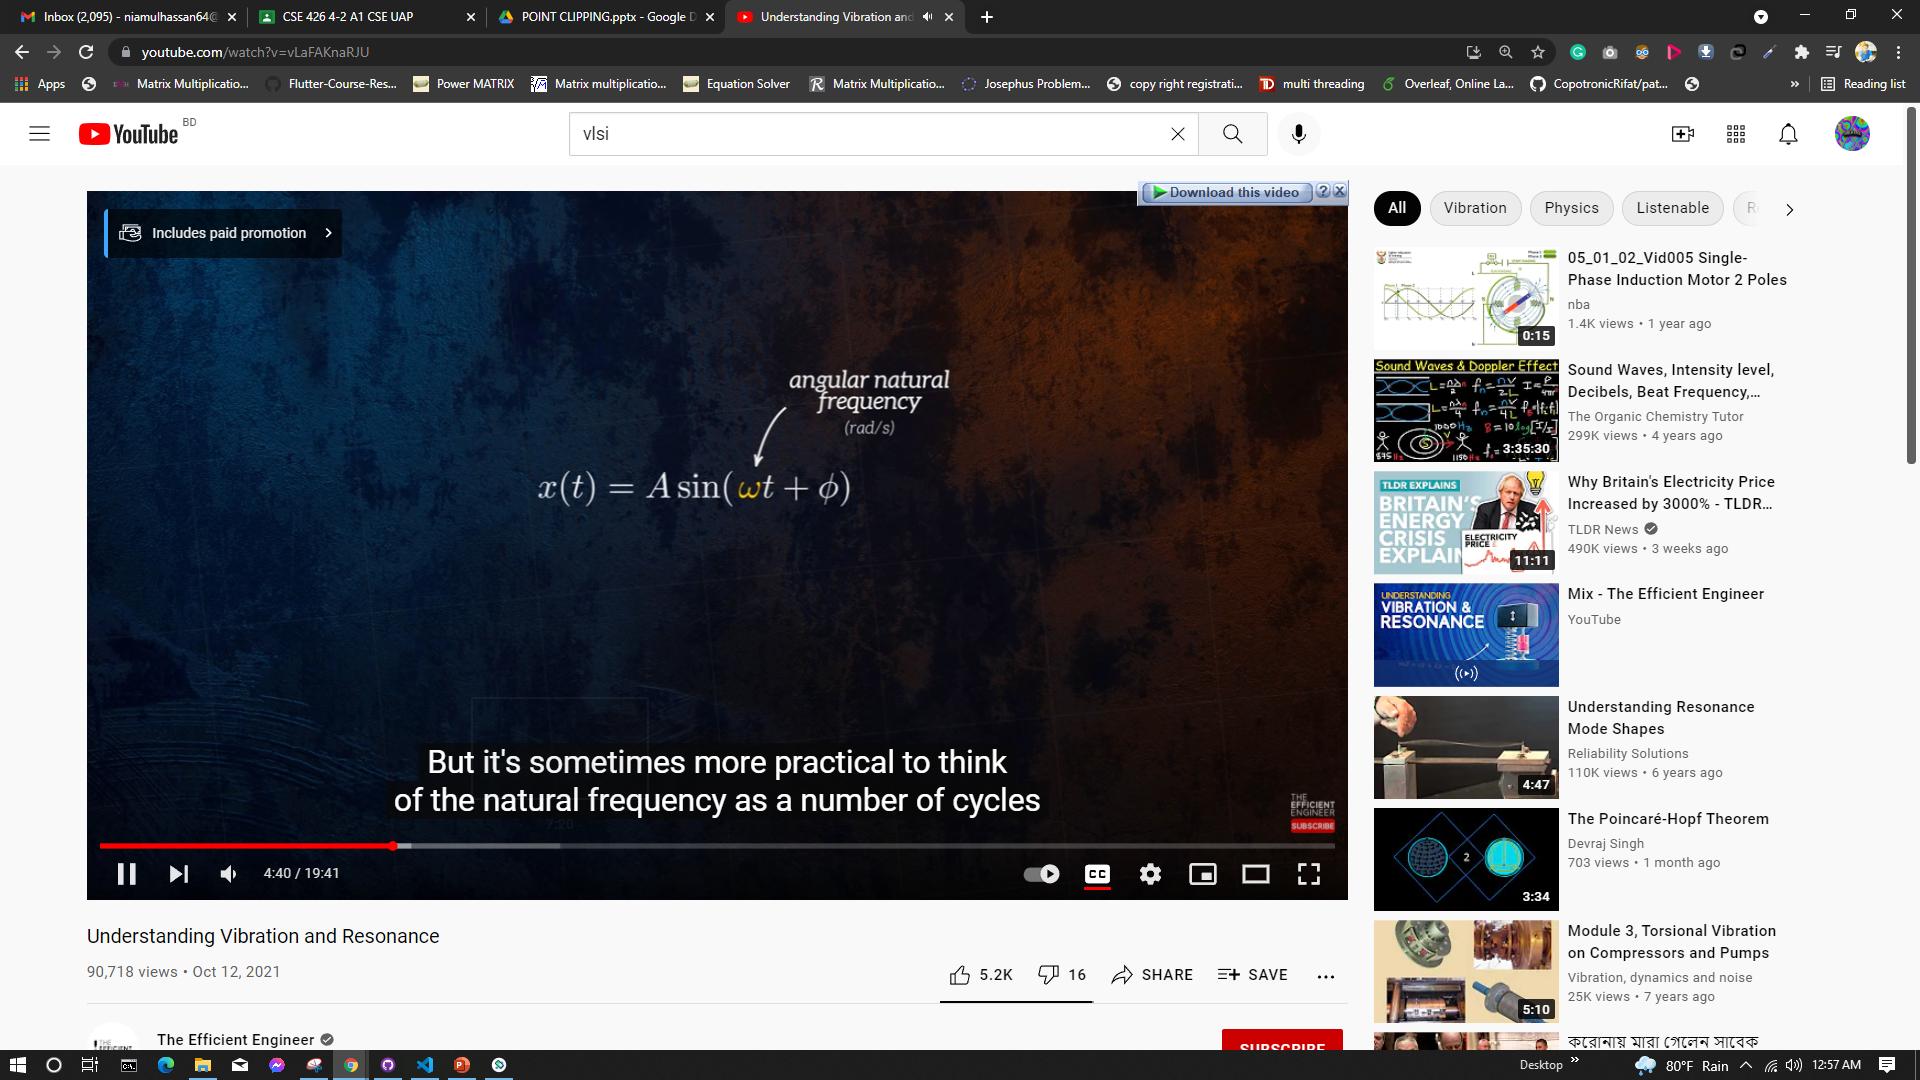 Inbox (2,095) - niamulhassan64@
CSE 426 4-2 A1 CSE UAP
POINT CLIPPING.pptx - Google D
Understanding Vibration and
youtube.com/watch?v=vLaFAKnaRJU
Apps
Matrix Multiplicatio...
Flutter-Course-Res...
Power MATRIX
Matrix multiplicatio...
Equation Solver
Matrix Multiplicatio...
Josephus Problem...
copy right registrati...
multi threading
Overleaf, Online La...
CopotronicRifat/pat...
Reading list
YouTube BD
vlsi
Download this video
Includes paid promotion
angular natural
frequency
(rad/s)
x(t) = A sin(ωt + ϕ)
But it's sometimes more practical to think
of the natural frequency as a number of cycles
THE
EFFICIENT
ENGINEER
SUBSCRIBE
4:40 / 19:41
CC
Understanding Vibration and Resonance
90,718 views • Oct 12, 2021
5.2K
16
SHARE
SAVE
The Efficient Engineer
SUBSCRIBE
All
Vibration
Physics
Listenable
05_01_02_Vid005 Single-
Phase Induction Motor 2 Poles
nba
1.4K views • 1 year ago
0:15
Sound Waves & Doppler Effect
3:35:30
Sound Waves, Intensity level,
Decibels, Beat Frequency,...
The Organic Chemistry Tutor
299K views • 4 years ago
TLDR EXPLAINS
BRITAIN'S
ENERGY
CRISIS
EXPLAIN
ELECTRICITY
PRICE
11:11
Why Britain's Electricity Price
Increased by 3000% - TLDR...
TLDR News
490K views • 3 weeks ago
UNDERSTANDING
VIBRATION &
RESONANCE
Mix - The Efficient Engineer
YouTube
Understanding Resonance
Mode Shapes
Reliability Solutions
110K views • 6 years ago
4:47
2
3:34
The Poincaré-Hopf Theorem
Devraj Singh
703 views • 1 month ago
Module 3, Torsional Vibration
on Compressors and Pumps
Vibration, dynamics and noise
25K views • 7 years ago
5:10
করোনায় মারা গেলেন সাবেক
Desktop
80°F Rain
12:57 AM